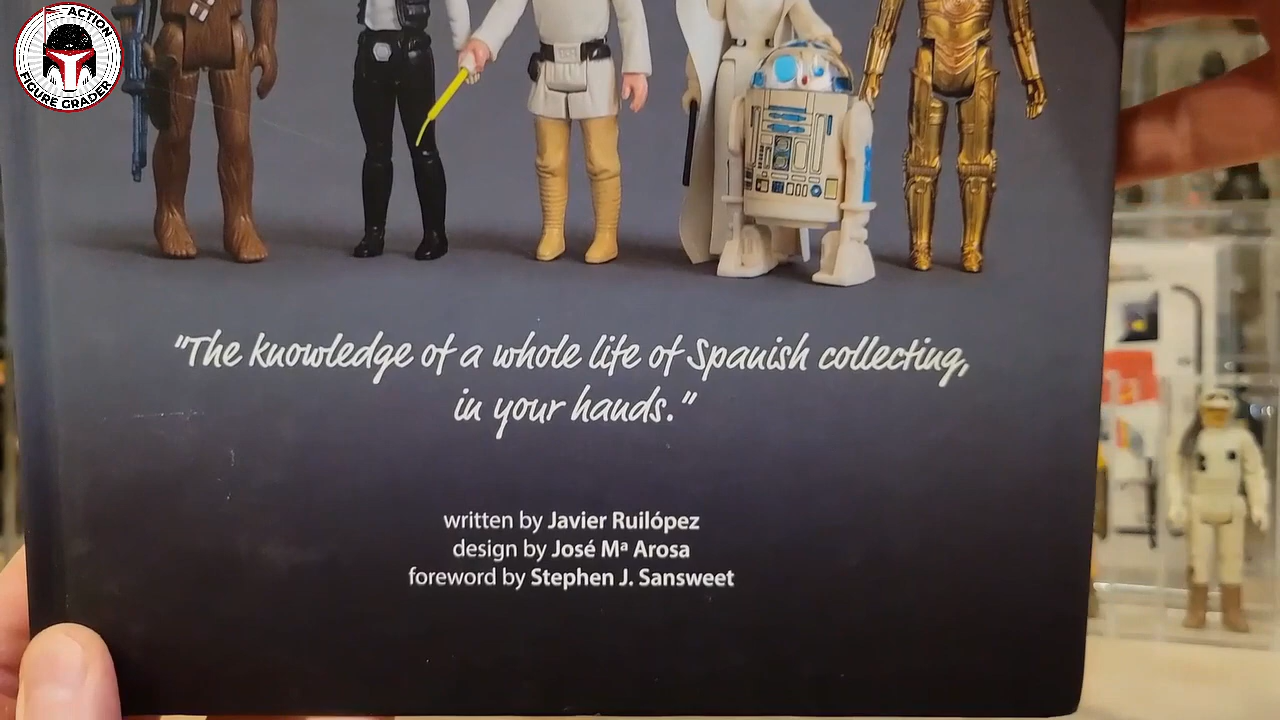 ACTION
FIGURE GRADER
"The knowledge of a whole life of Spanish collecting,
in your hands."
written by Javier Ruilópez
design by José Mª Arosa
foreword by Stephen J. Sansweet